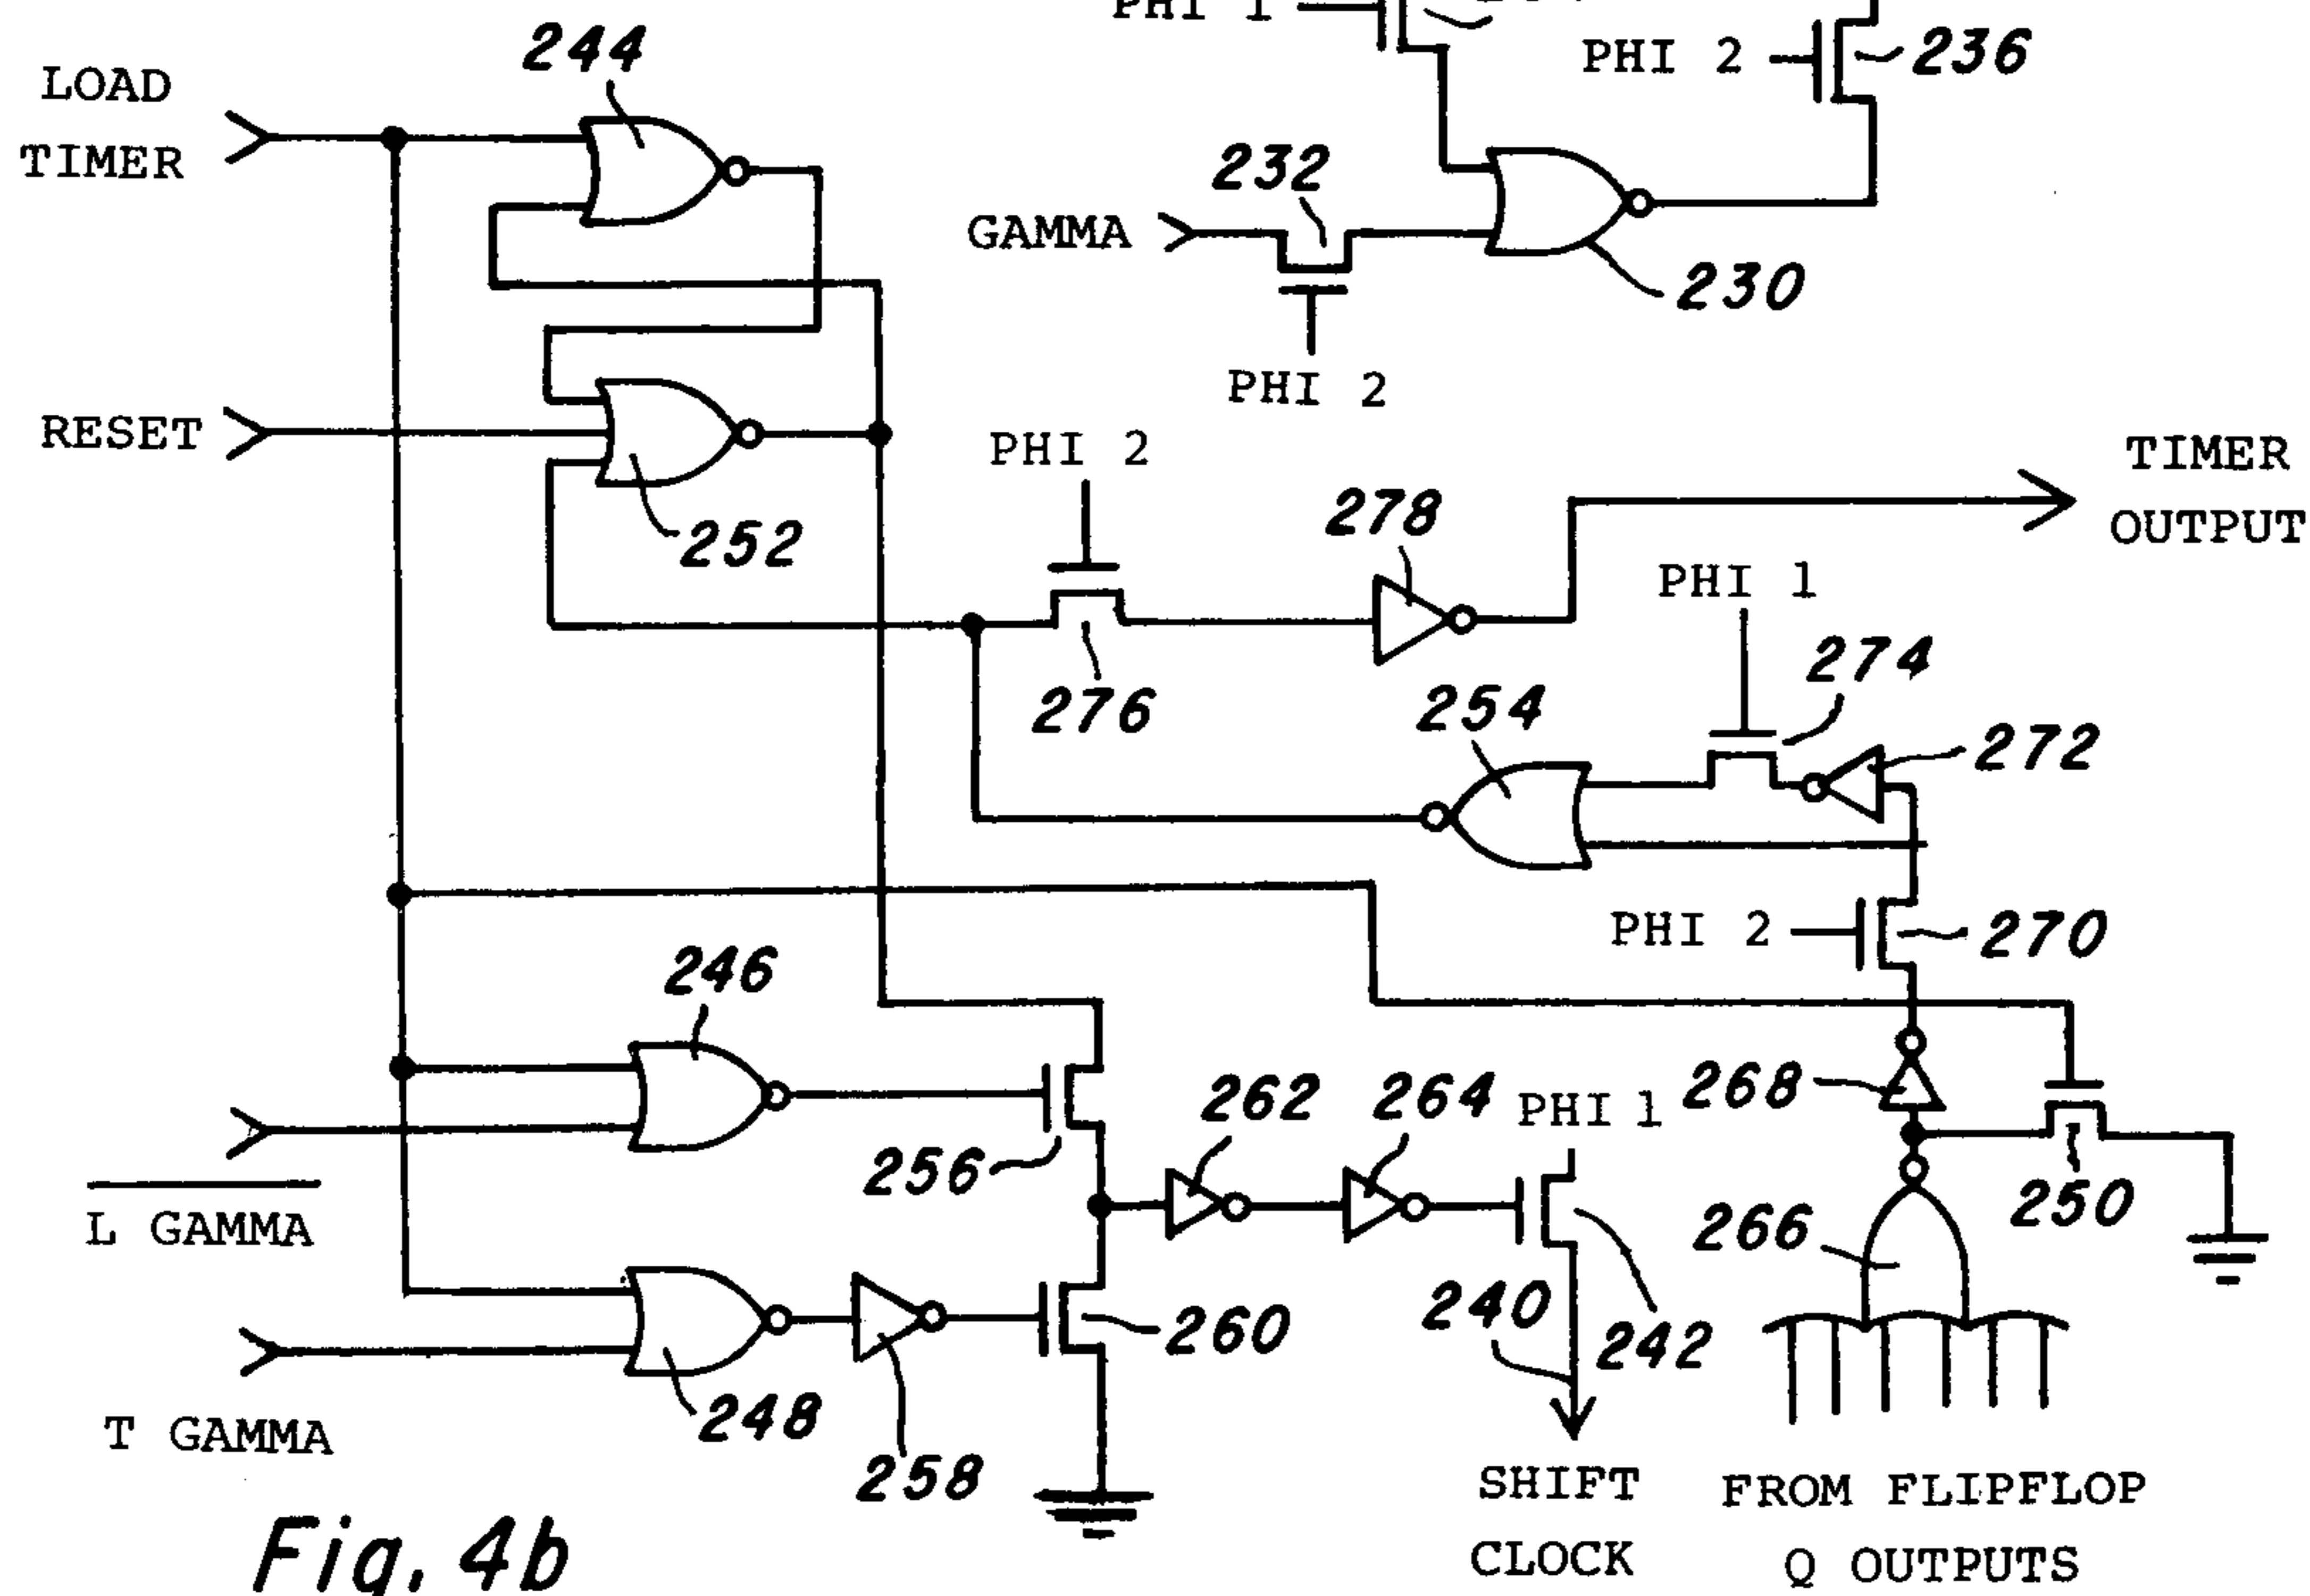 PHI 1
244
PHI 2
236
LOAD
TIMER
232
GAMMA
230
PHI 2
RESET
PHI 2
TIMER
OUTPUT
278
252
PHI 1
274
276
254
272
PHI 2
270
246
262
264
PHI 1
268
256
250
L GAMMA
266
260
240
242
248
T GAMMA
258
SHIFT
CLOCK
FROM FLIPFLOP
Q OUTPUTS
Fig. 4b